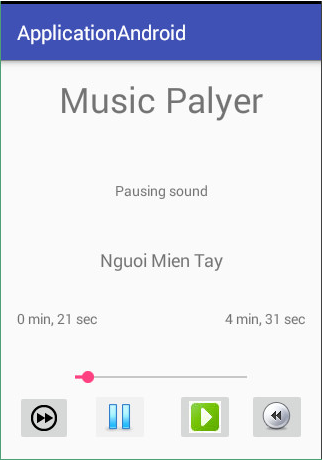 ApplicationAndroid
Music Palyer
Pausing sound
Nguoi Mien Tay
0 min, 21 sec
4 min, 31 sec